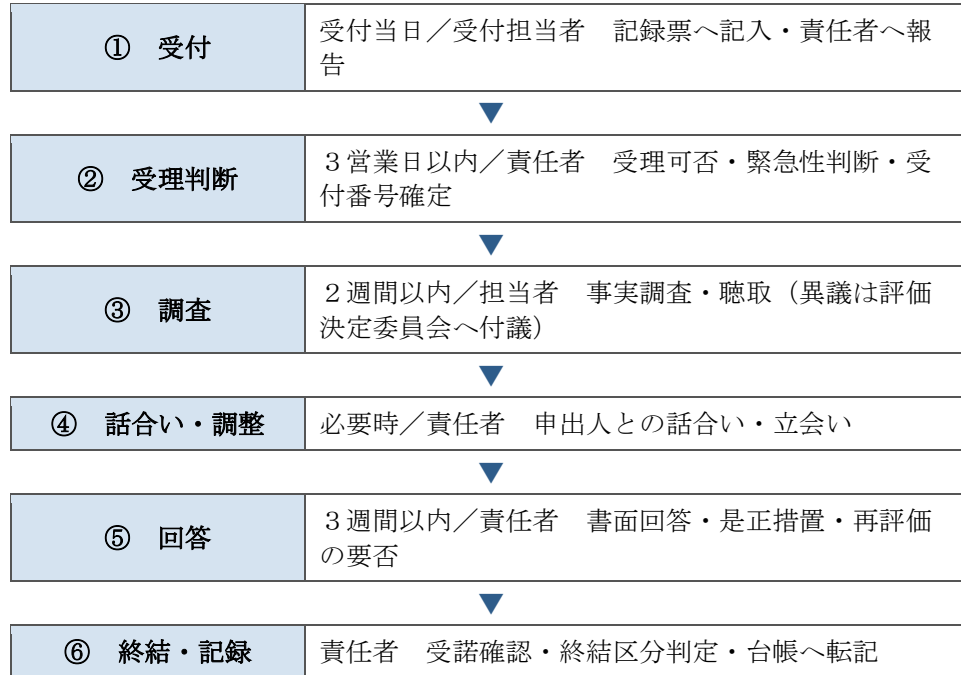 ① 受付
受付当日／受付担当者　記録票へ記入・責任者へ報
告
② 受理判断
３営業日以内／責任者　受理可否・緊急性判断・受
付番号確定
③ 調査
２週間以内／担当者　事実調査・聴取（異議は評価
決定委員会へ付議）
④ 話合い・調整
必要時／責任者　申出人との話合い・立会い
⑤ 回答
３週間以内／責任者　書面回答・是正措置・再評価
の要否
⑥ 終結・記録
責任者　受諾確認・終結区分判定・台帳へ転記